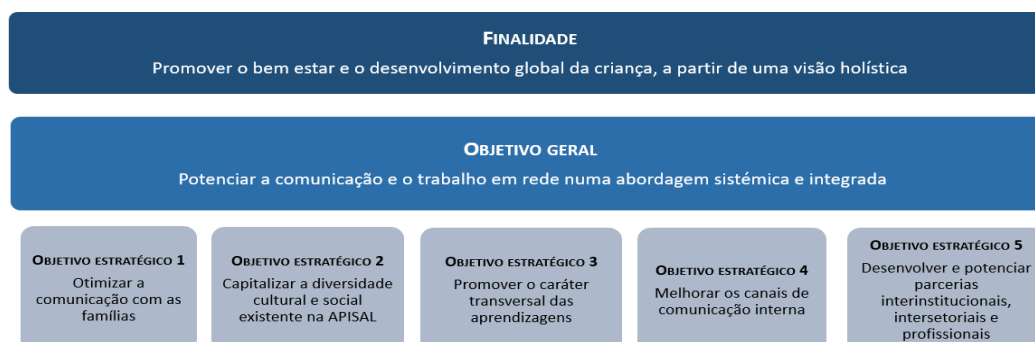 FINALIDADE
Promover o bem estar e o desenvolvimento global da criança, a partir de uma visão holística
OBJETIVO GERAL
Potenciar a comunicação e o trabalho em rede numa abordagem sistémica e integrada
OBJETIVO ESTRATÉGICO 1
Otimizar a
comunicação com as
famílias
OBJETIVO ESTRATÉGICO 2
Capitalizar a diversidade
cultural e social
existente na APISAL
OBJETIVO ESTRATÉGICO 3
Promover o caráter
transversal das
aprendizagens
OBJETIVO ESTRATÉGICO 4
Melhorar os canais de
comunicação interna
OBJETIVO ESTRATÉGICO 5
Desenvolver e potenciar
parcerias
interinstitucionais,
intersetoriais e
profissionais